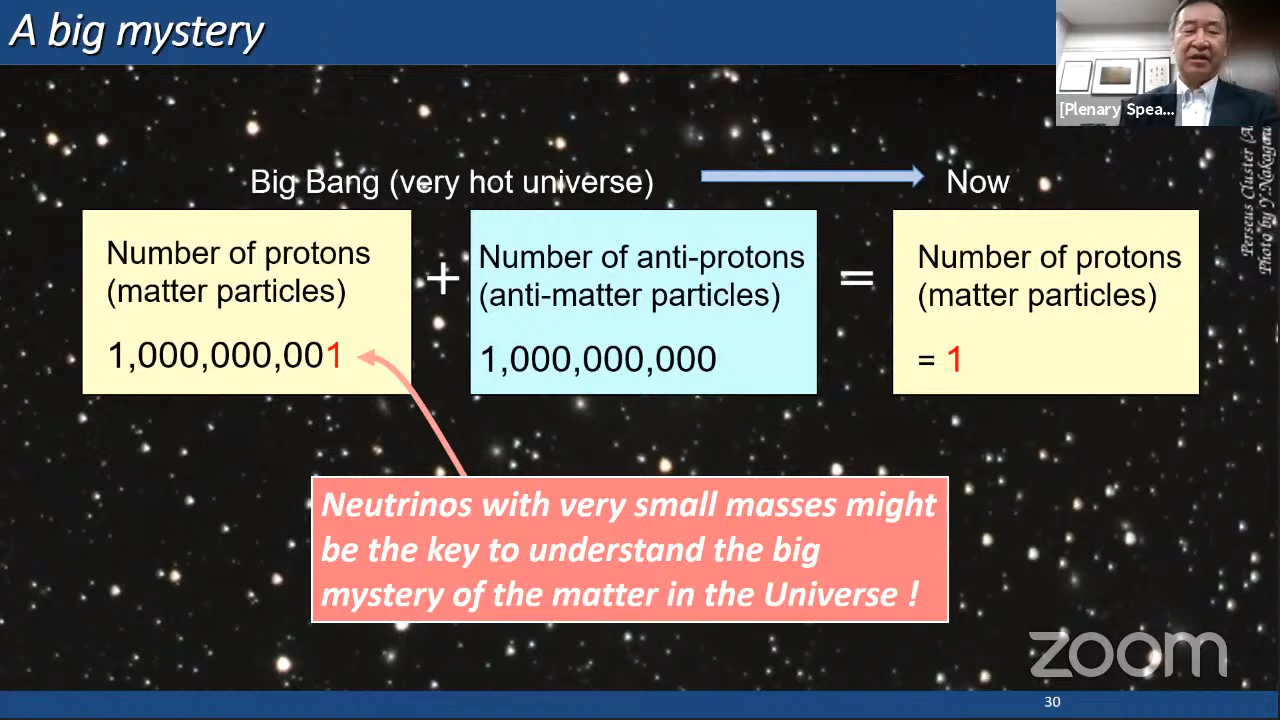 A big mystery
[Plenary Spea...
Perseus Cluster (A.
Photo by Y.Nakagaw
Big Bang (very hot universe)
Now
Number of protons
(matter particles)
1,000,000,001
+
Number of anti-protons
(anti-matter particles)
1,000,000,000
=
Number of protons
(matter particles)
= 1
Neutrinos with very small masses might
be the key to understand the big
mystery of the matter in the Universe !
zoom
30